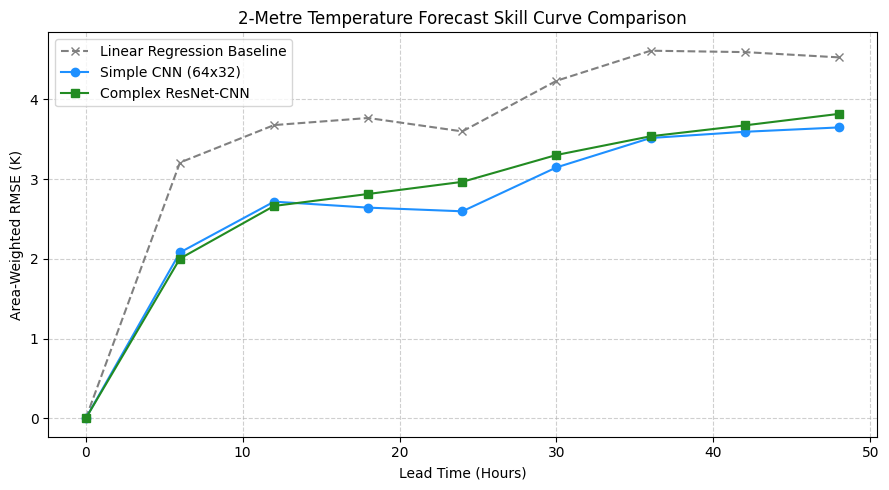 2-Metre Temperature Forecast Skill Curve Comparison
Linear Regression Baseline
Simple CNN (64x32)
Complex ResNet-CNN
Area-Weighted RMSE (K)
4
3
2
1
0
0 10 20 30 40 50
Lead Time (Hours)